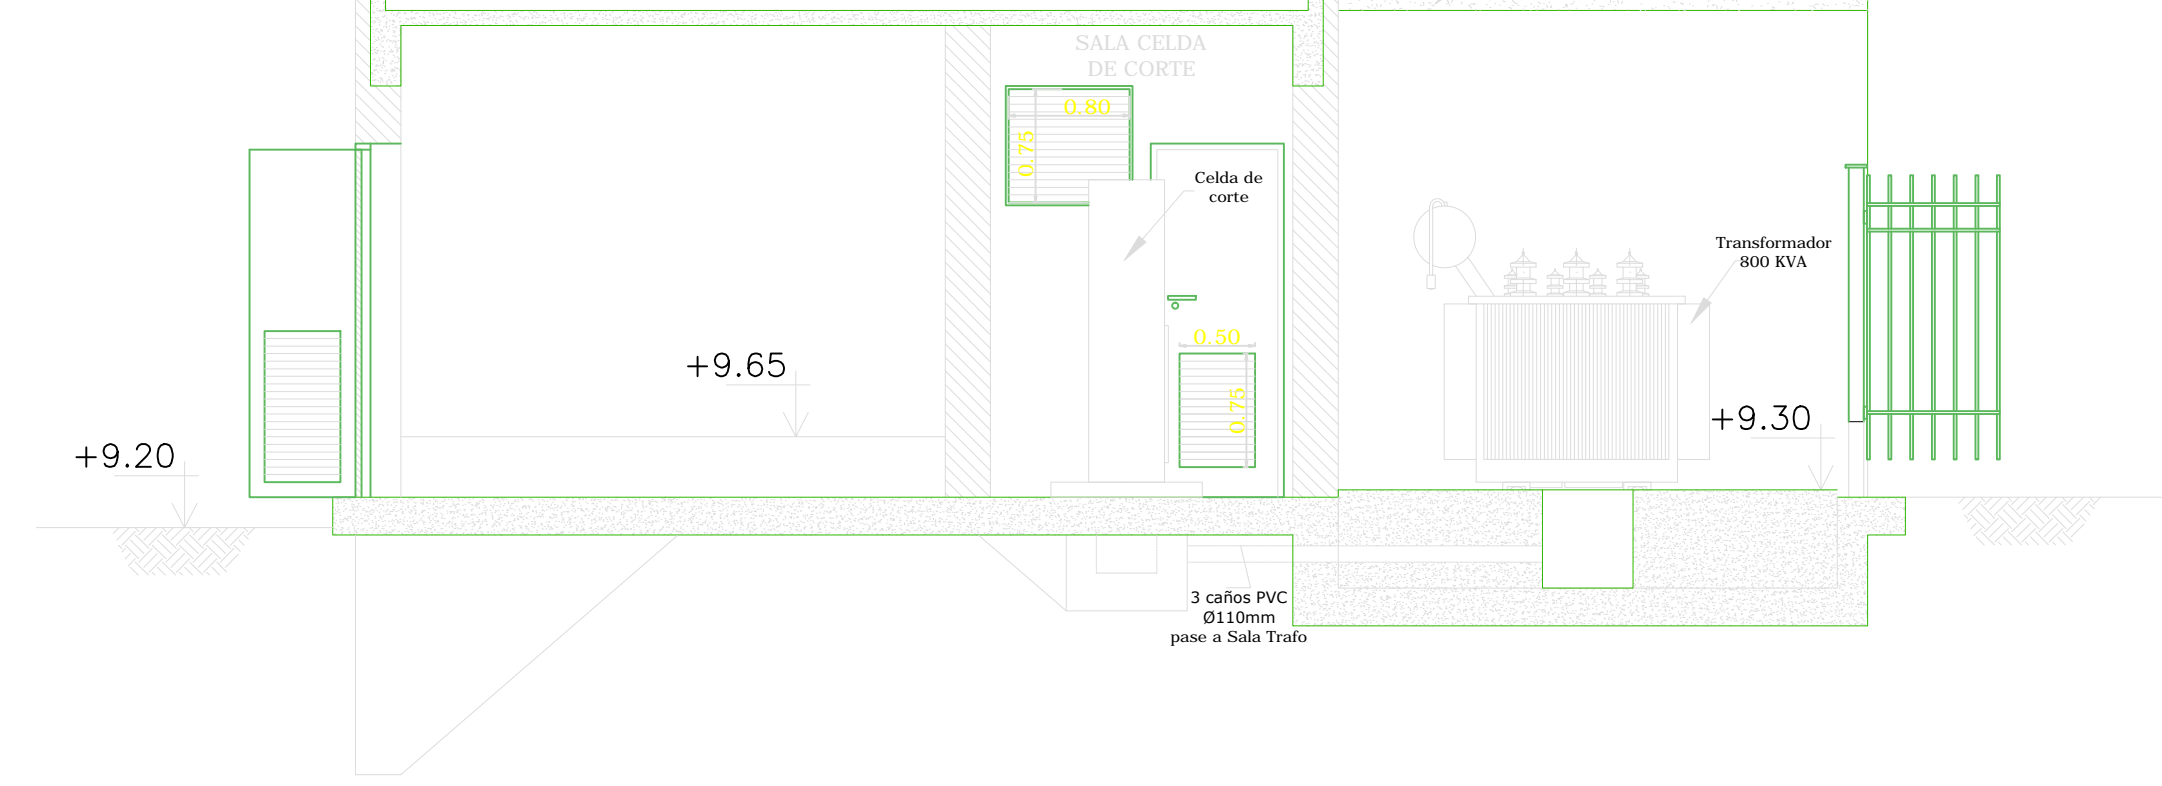 SALA CELDA
DE CORTE
0.80
0.75
Celda de
corte
Transformador
800 KVA
0.50
+9.65
0.75
+9.30
+9.20
3 caños PVC
Ø110mm
pase a Sala Trafo